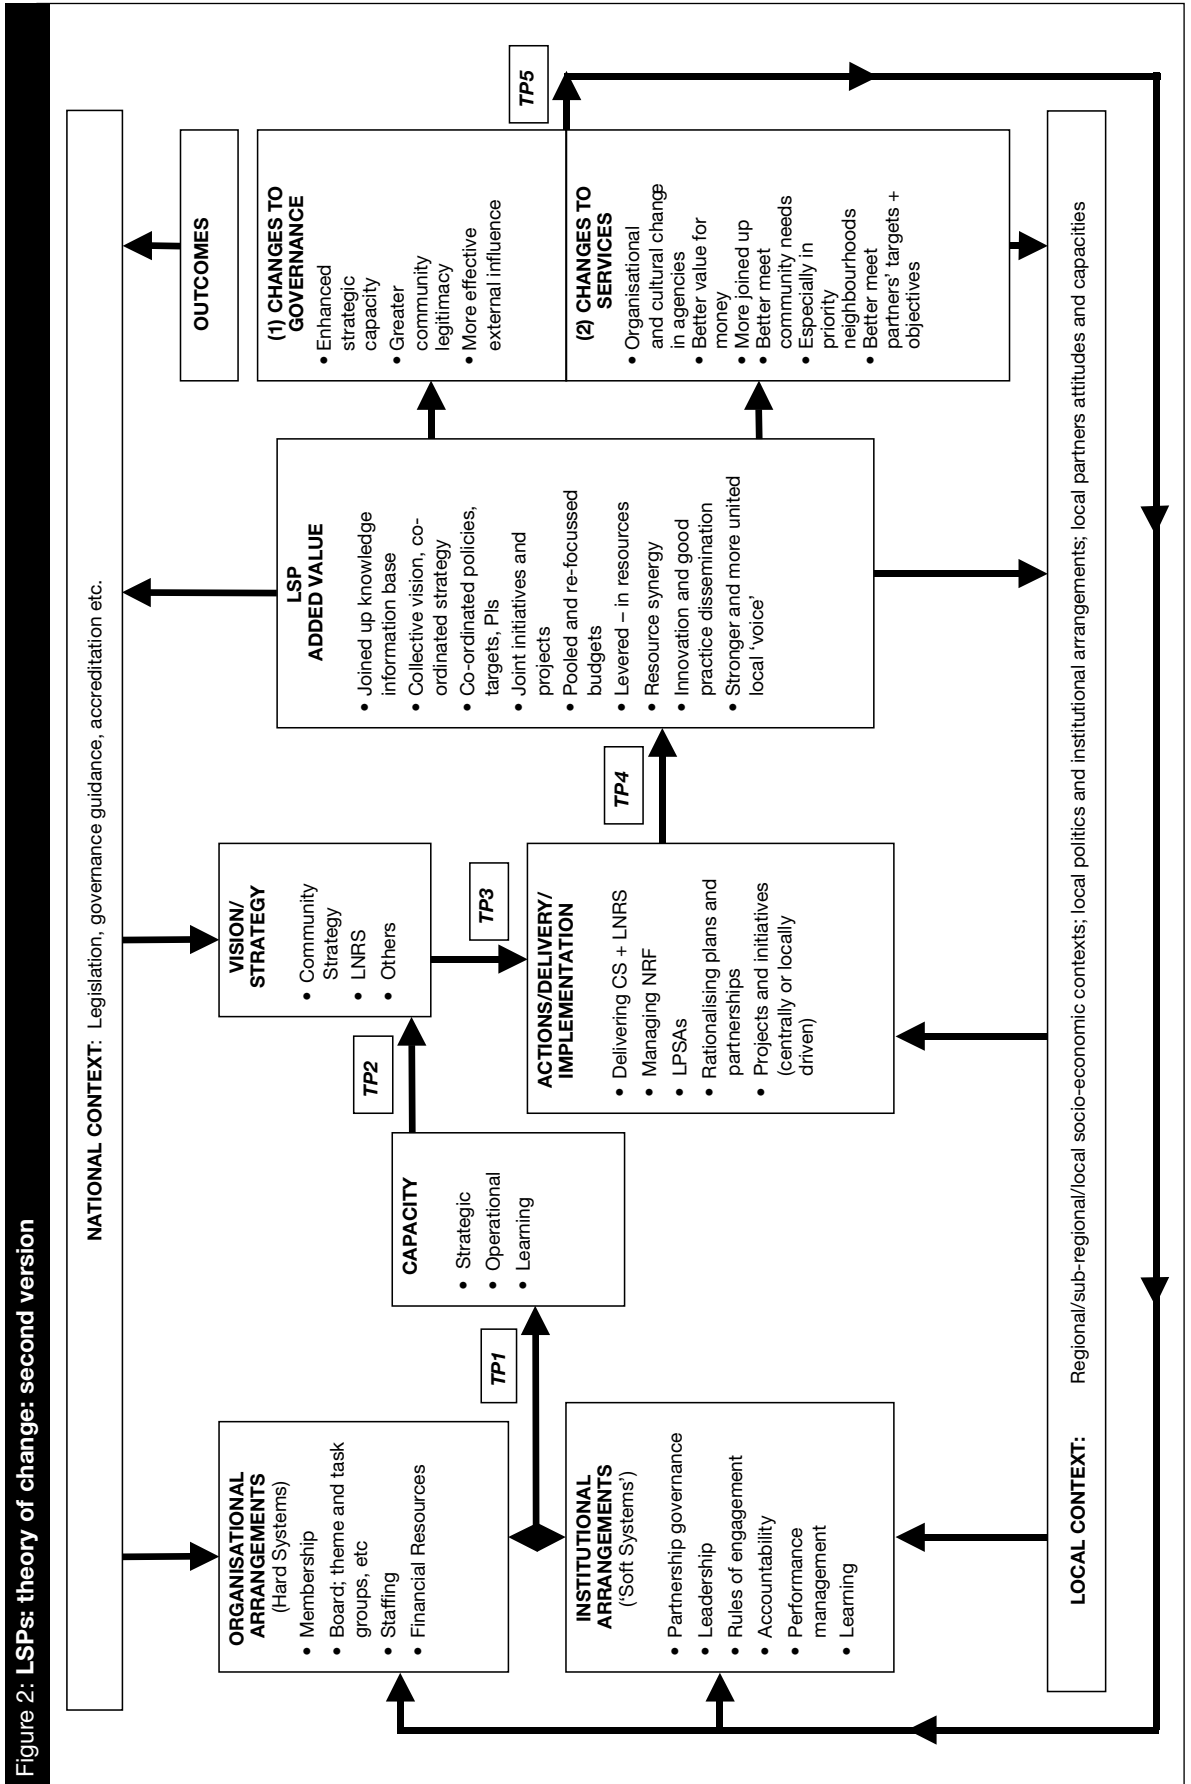 Figure 2: LSPs: theory of change: second version
NATIONAL CONTEXT: Legislation, governance guidance, accreditation etc.
ORGANISATIONAL
ARRANGEMENTS
(Hard Systems)
• Membership
• Board; theme and task
groups, etc
• Staffing
• Financial Resources
INSTITUTIONAL
ARRANGEMENTS
(‘Soft Systems’)
• Partnership governance
• Leadership
• Rules of engagement
• Accountability
• Performance
management
• Learning
TP1
CAPACITY
• Strategic
• Operational
• Learning
TP2
VISION/
STRATEGY
• Community
Strategy
• LNRS
• Others
TP3
ACTIONS/DELIVERY/
IMPLEMENTATION
• Delivering CS + LNRS
• Managing NRF
• LPSAs
• Rationalising plans and
partnerships
• Projects and initiatives
(centrally or locally
driven)
TP4
LSP
ADDED VALUE
• Joined up knowledge
information base
• Collective vision, co-
ordinated strategy
• Co-ordinated policies,
targets, PIs
• Joint initiatives and
projects
• Pooled and re-focussed
budgets
• Levered – in resources
• Resource synergy
• Innovation and good
practice dissemination
• Stronger and more united
local ‘voice’
OUTCOMES
(1) CHANGES TO
GOVERNANCE
• Enhanced
strategic
capacity
• Greater
community
legitimacy
• More effective
external influence
(2) CHANGES TO
SERVICES
• Organisational
and cultural change
in agencies
• Better value for
money
• More joined up
• Better meet
community needs
• Especially in
priority
neighbourhoods
• Better meet
partners’ targets +
objectives
TP5
LOCAL CONTEXT: Regional/sub-regional/local socio-economic contexts; local politics and institutional arrangements; local partners attitudes and capacities